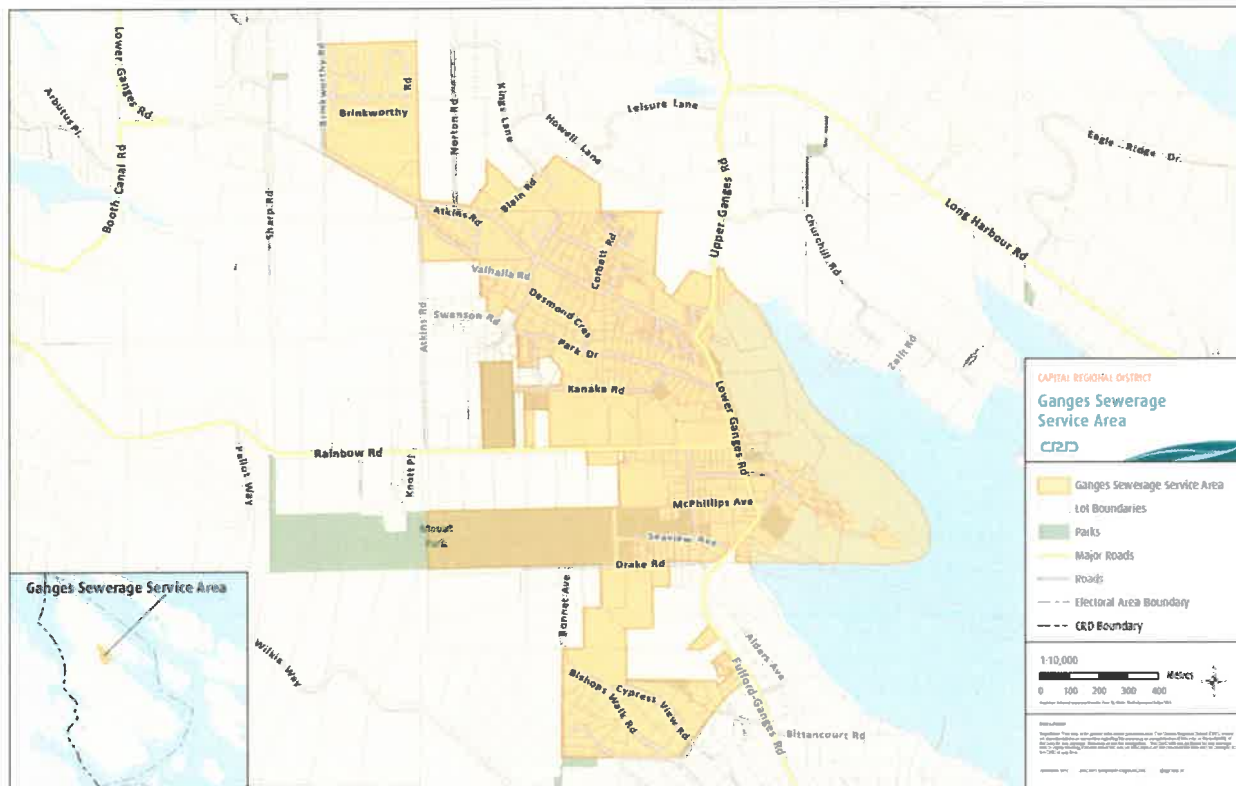 Lower Ganges Rd
Arbutus Pl.
Booth Canal Rd
Sharp Rd
Brinkworthy Rd
Brinkworthy
Rd
Norton Rd
Kings Lane
Howell Lane
Leisure Lane
Upper Ganges Rd
Churchill Rd
Long Harbour Rd
Eagle Ridge Dr.
Blain Rd
Atkins Rd
Corbett Rd
Valhalla Rd
Desmond Cres
Swanson Rd
Atkins Rd
Park Dr
Kanaka Rd
Lower Ganges Rd
Rainbow Rd
Knott Pl
McPhillips Ave
Mouat
Seaview Ave
Drake Rd
Bonnet Ave
Wilkie Way
Bishops Walk Rd
Cypress View Rd
Fulford-Ganges Rd
Alders Ave
Bittancourt Rd
Ganges Sewerage Service Area
CAPITAL REGIONAL DISTRICT
Ganges Sewerage
Service Area
CRD
Ganges Sewerage Service Area
Lot Boundaries
Parks
Major Roads
Roads
Electoral Area Boundary
CRD Boundary
1:10,000
0 100 200 300 400 Metres